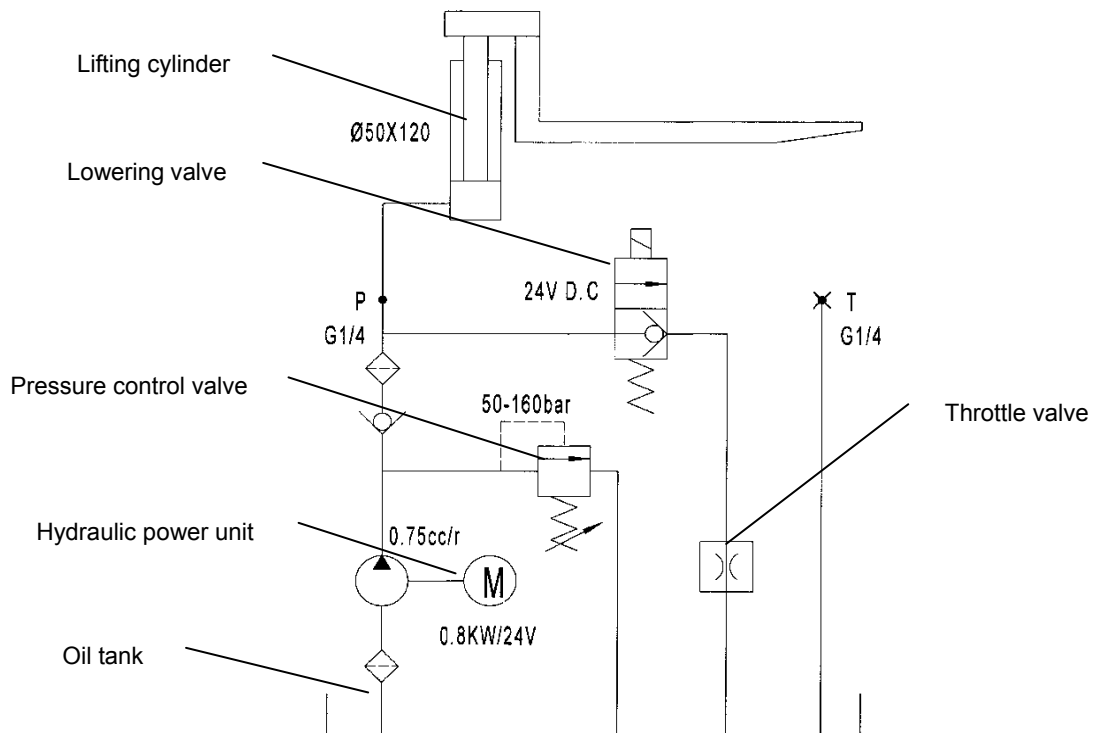 Lifting cylinder
Ø50X120
Lowering valve
24V D.C
P
G1/4
T
G1/4
Pressure control valve
50-160bar
Throttle valve
Hydraulic power unit
0.75cc/r
M
0.8KW/24V
Oil tank